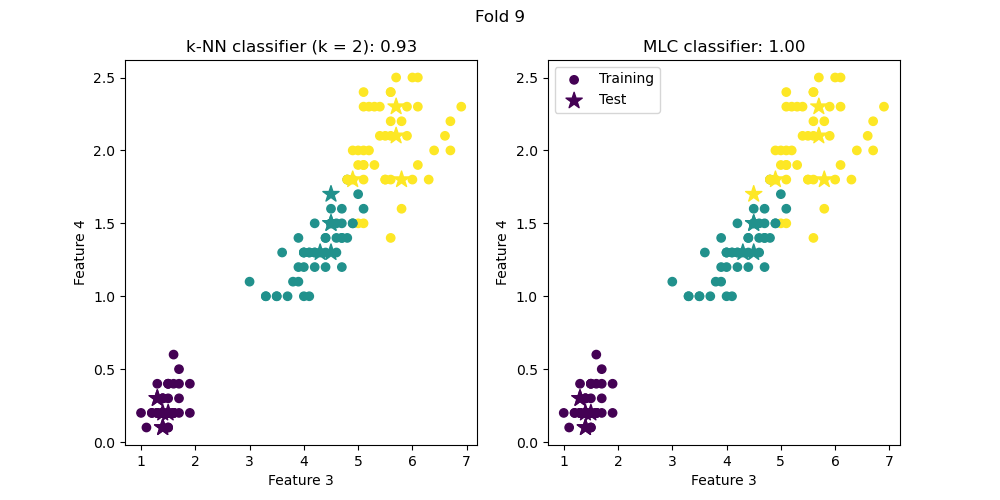 Fold 9
k-NN classifier (k = 2): 0.93
Feature 4
2.5
2.0
1.5
1.0
0.5
0.0
1 2 3 4 5 6 7
Feature 3
MLC classifier: 1.00
Training
Test
Feature 4
2.5
2.0
1.5
1.0
0.5
0.0
1 2 3 4 5 6 7
Feature 3